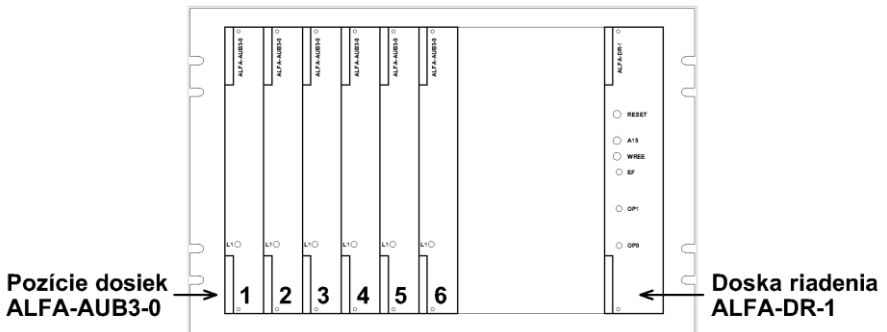 ALFA-AUB3-0
ALFA-AUB3-0
ALFA-AUB3-0
ALFA-AUB3-0
ALFA-AUB3-0
ALFA-AUB3-0
ALFA-DR-1
RESET
A15
WREE
EF
OP1
OP0
L1
L1
L1
L1
L1
L1
1
2
3
4
5
6
Pozície dosiek
ALFA-AUB3-0
Doska riadenia
ALFA-DR-1